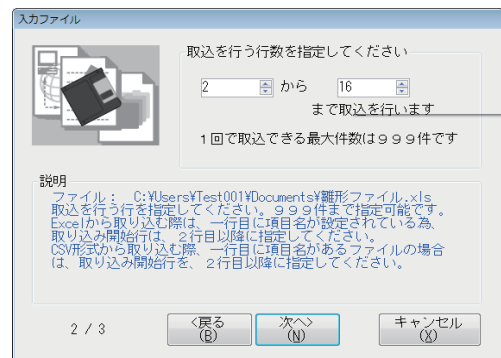 入力ファイル
取込を行う行数を指定してください
2 から 16
まで取込を行います
1回で取込できる最大件数は999件です
説明
ファイル： C:¥Users¥Test001¥Documents¥雛形ファイル.xls
取込を行う行を指定してください。999件まで指定可能です。
Excelから取り込む際は、一行目に項目名が設定されている為、
取り込み開始行は、2行目以降に指定してください。
CSV形式から取り込む際、一行目に項目名があるファイルの場合
は、取り込み開始行を、2行目以降に指定してください。
2 / 3
<戻る
(B)
次へ>
(N)
キャンセル
(X)